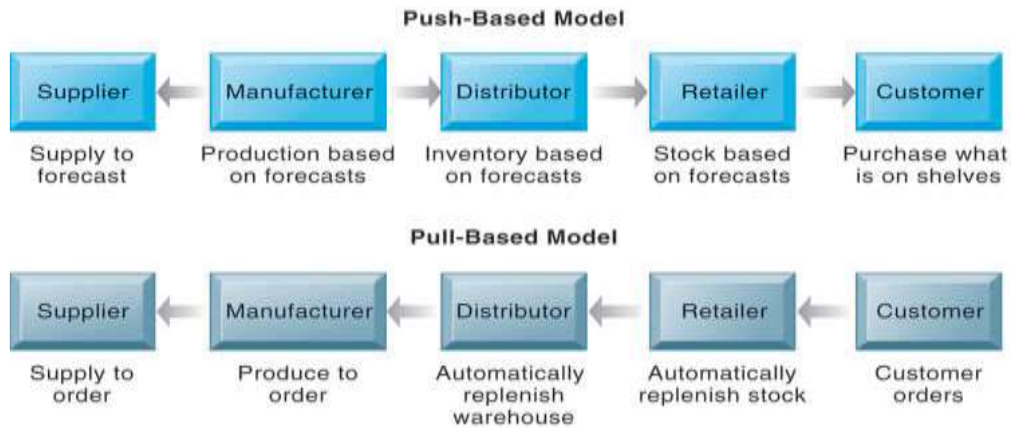 Push-Based Model
Supplier
Manufacturer
Distributor
Retailer
Customer
Supply to
forecast
Production based
on forecasts
Inventory based
on forecasts
Stock based
on forecasts
Purchase what
is on shelves
Pull-Based Model
Supplier
Manufacturer
Distributor
Retailer
Customer
Supply to
order
Produce to
order
Automatically
replenish
warehouse
Automatically
replenish stock
Customer
orders